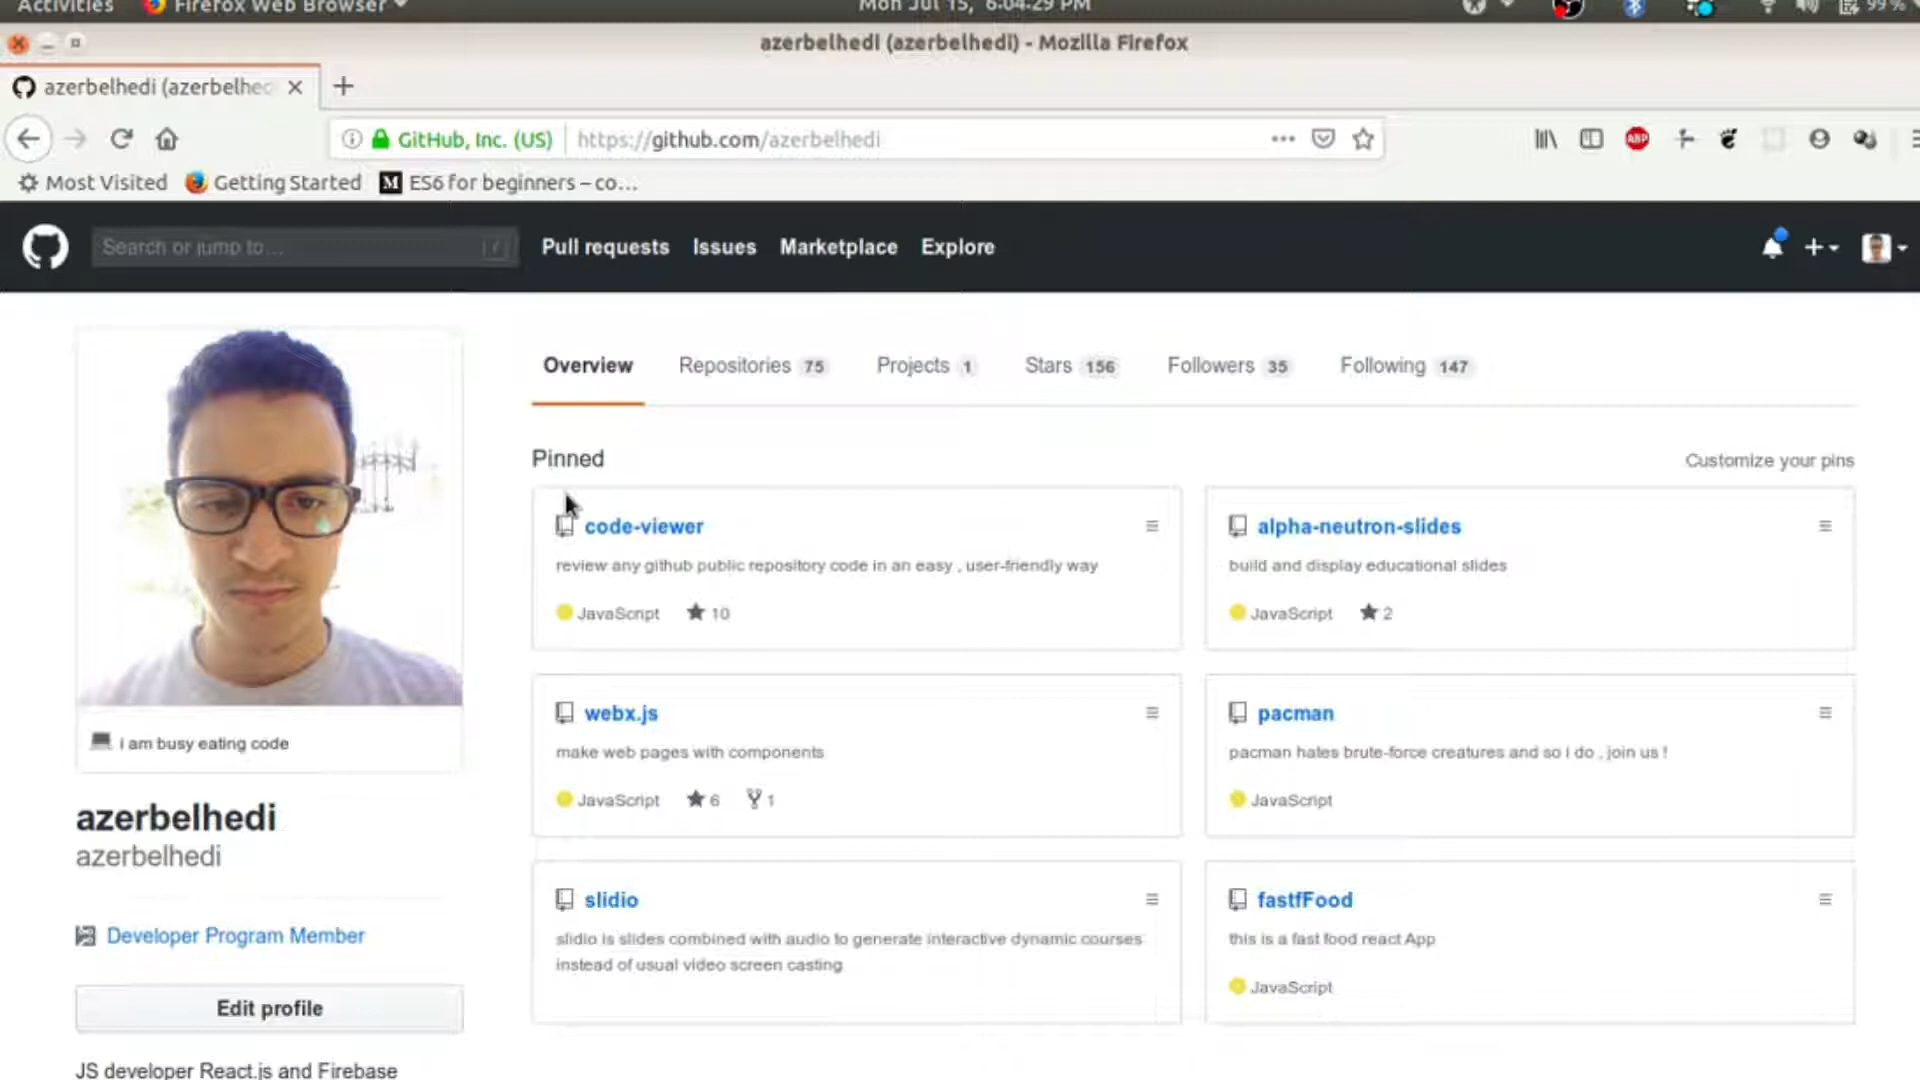 Activities Firefox Web Browser Mon Jul 15, 6:04:29 PM 99 %
azerbelhedi (azerbelhedi) - Mozilla Firefox
azerbelhedi (azerbelhed
GitHub, Inc. (US) https://github.com/azerbelhedi
Most Visited Getting Started M ES6 for beginners – co...
Search or jump to... / Pull requests Issues Marketplace Explore
Overview Repositories 75 Projects 1 Stars 156 Followers 35 Following 147
Pinned Customize your pins
code-viewer
review any github public repository code in an easy , user-friendly way
JavaScript 10
alpha-neutron-slides
build and display educational slides
JavaScript 2
webx.js
make web pages with components
JavaScript 6 1
pacman
pacman hates brute-force creatures and so i do , join us !
JavaScript
slidio
slidio is slides combined with audio to generate interactive dynamic courses
instead of usual video screen casting
fastfFood
this is a fast food react App
JavaScript
i am busy eating code
azerbelhedi
azerbelhedi
Developer Program Member
Edit profile
JS developer React.js and Firebase